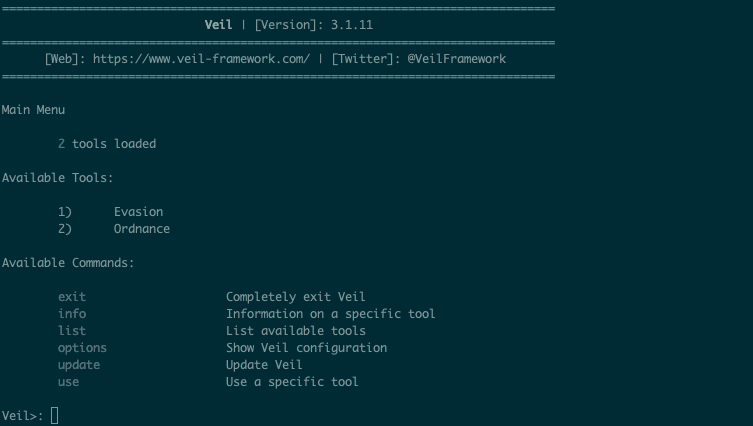 ===============================================================================
Veil | [Version]: 3.1.11
===============================================================================
[Web]: https://www.veil-framework.com/ | [Twitter]: @VeilFramework
===============================================================================
Main Menu
2 tools loaded
Available Tools:
1) Evasion
2) Ordnance
Available Commands:
exit Completely exit Veil
info Information on a specific tool
list List available tools
options Show Veil configuration
update Update Veil
use Use a specific tool
Veil>: